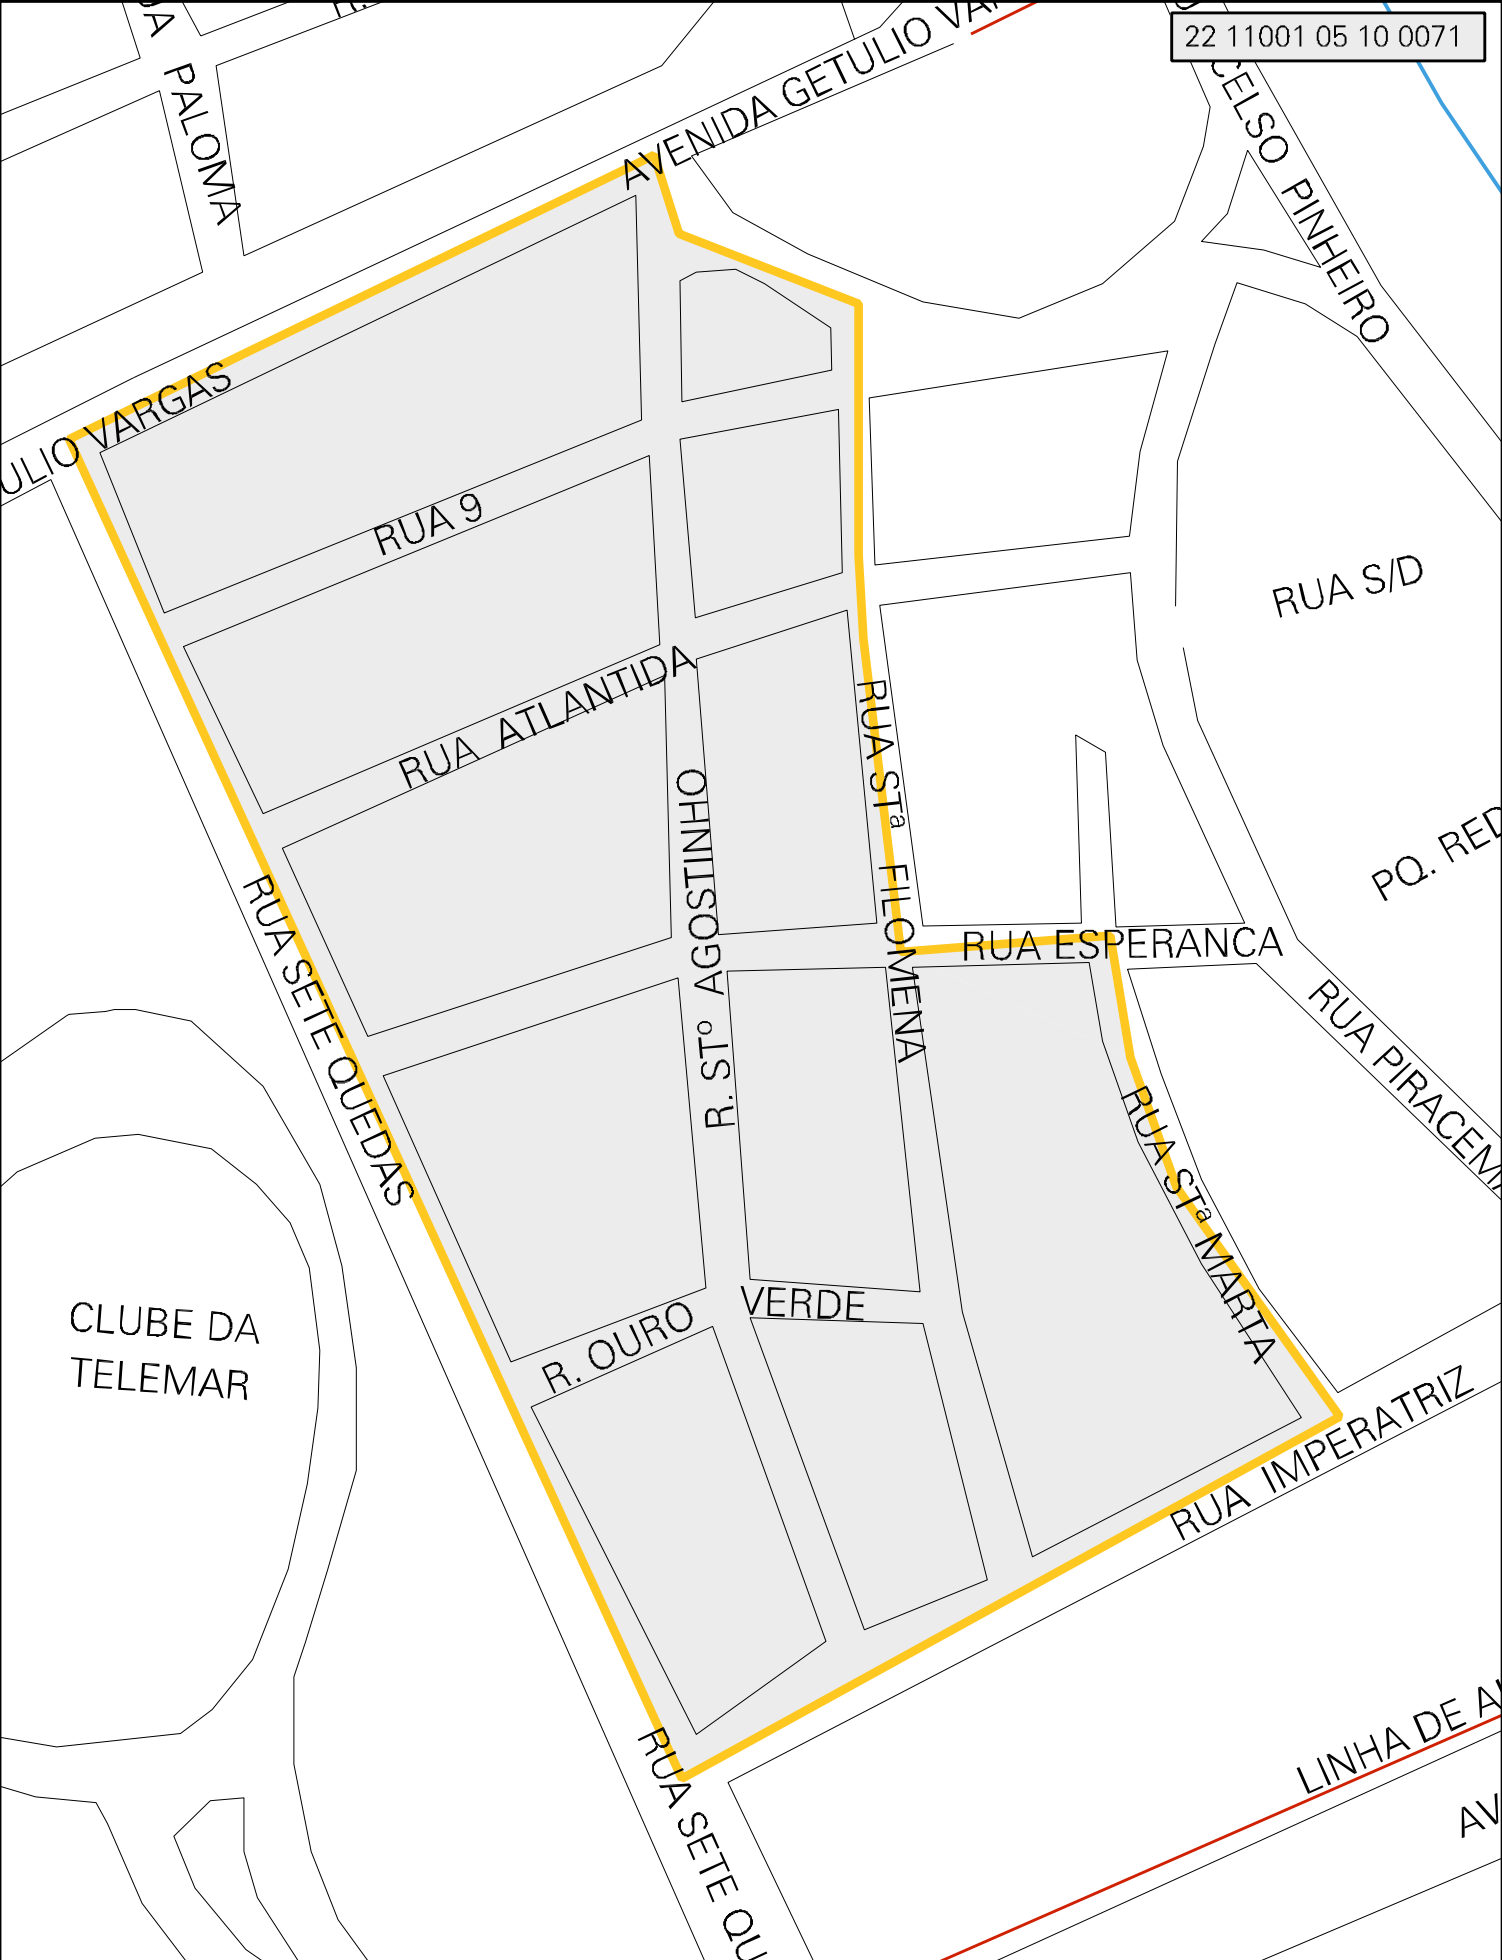 22 11001 05 10 0071
PALOMA
AVENIDA GETULIO VAR
CELSO PINHEIRO
ULIO VARGAS
RUA 9
RUA S/D
RUA ATLANTIDA
RUA STª FILOMENA
R. STº AGOSTINHO
PQ. RED
RUA SETE QUEDAS
RUA ESPERANCA
RUA PIRACEMA
RUA STª MARTA
CLUBE DA
TELEMAR
R. OURO VERDE
RUA IMPERATRIZ
RUA SETE QU
LINHA DE A
AV